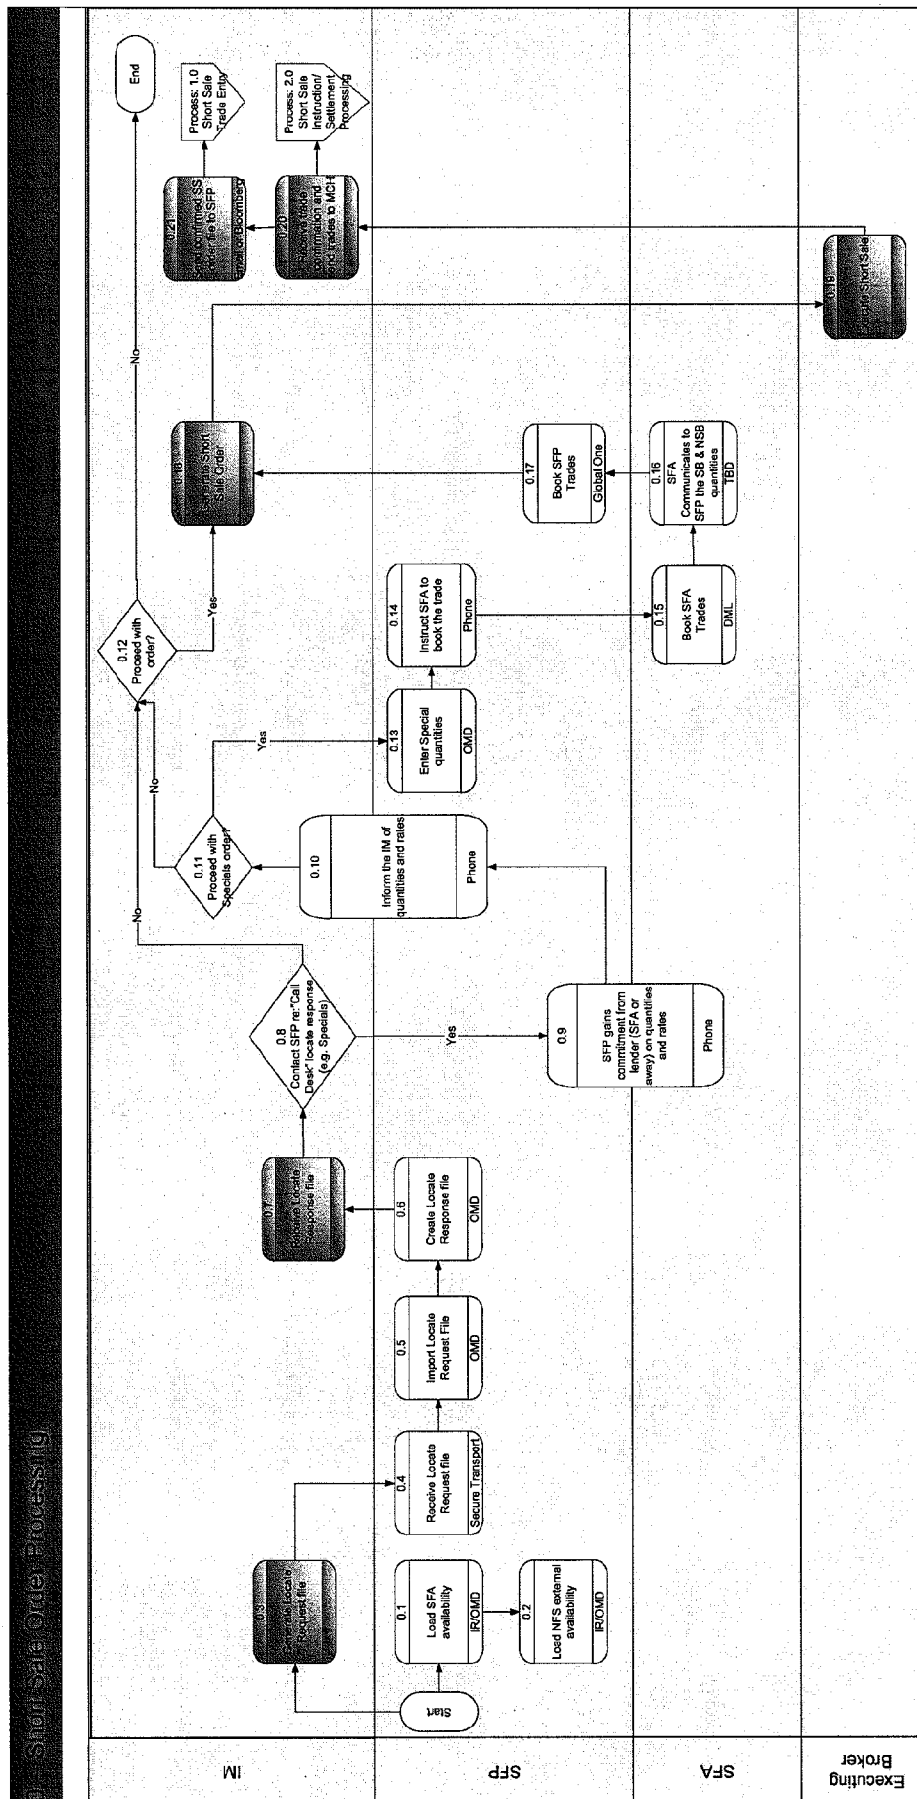 Short Sale Order Processing
IM
SFP
SFA
Executing
Broker
Start
0.1
Load SFA
availability
IR/OMD
0.2
Load NFS external
availability
IR/OMD
0.3
Locate
Request file
0.4
Receive Locate
Request file
Secure Transport
0.5
Import Locate
Request File
OMD
0.6
Create Locate
Response file
OMD
0.7
Receive Locate
Response file
0.8
Contact SFP re:"Call
Desk" locate response
(e.g. Specials)
No
Yes
0.9
SFP gains
commitment from
lender (SFA or
away) on quantities
and rates
Phone
0.10
Inform the IM of
quantities and rates
Phone
0.11
Proceed with
Specials order?
No
Yes
0.12
Proceed with
order?
No
Yes
0.13
Enter Special
quantities
OMD
0.14
Instruct SFA to
book the trade
Phone
0.15
Book SFA
Trades
DML
0.16
SFA
Communicates to
SFP the SB & NSB
quantities
TBD
0.17
Book SFP
Trades
Global One
0.18
Short
Sale Order
0.19
Short Sale
0.20
trade
confirmation and
send trades to MCH
0.21
Send confirmed SS
file to SFP
Email or Bloomberg
Process: 1.0
Short Sale
Trade Entry
Process: 2.0
Short Sale
Instruction/
Settlement
Processing
End